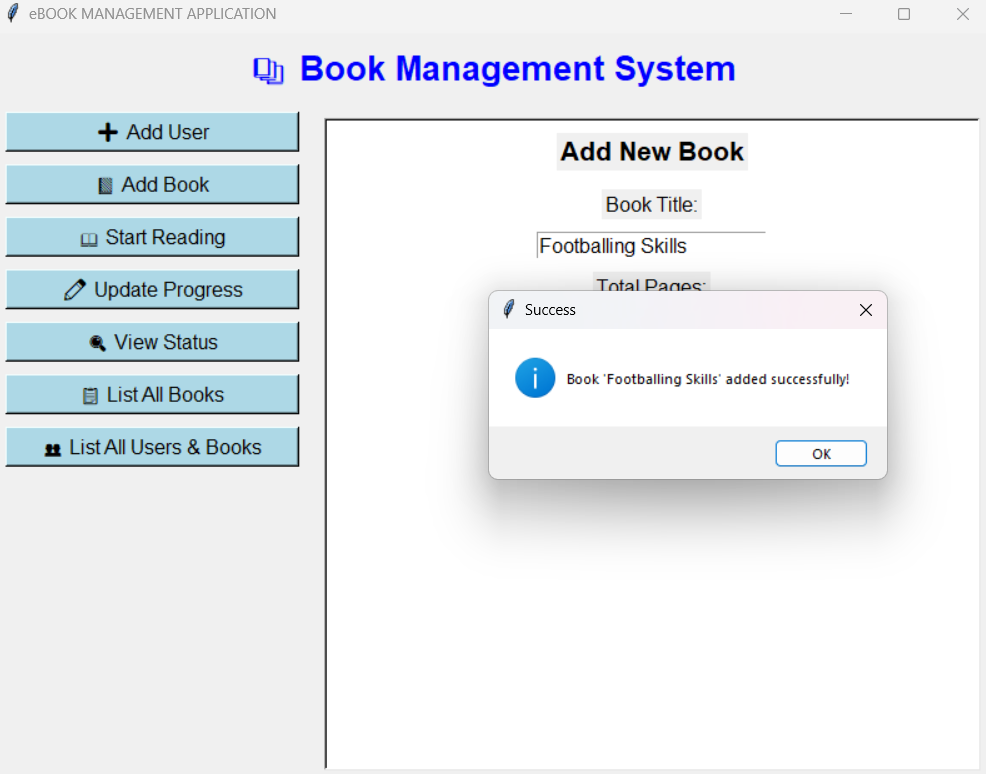 eBOOK MANAGEMENT APPLICATION
Book Management System
Add User
Add Book
Start Reading
Update Progress
View Status
List All Books
List All Users & Books
Add New Book
Book Title:
Footballing Skills
Total Pages:
Success
Book 'Footballing Skills' added successfully!
OK